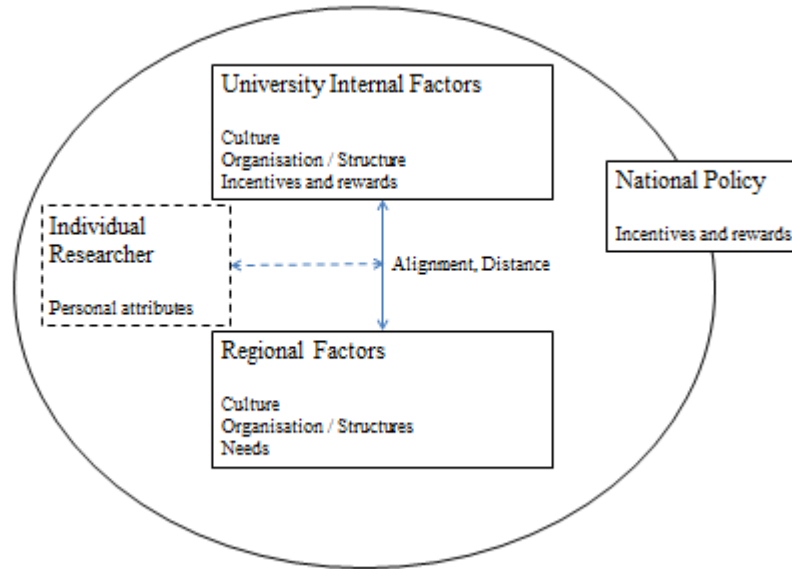 University Internal Factors
Culture
Organisation / Structure
Incentives and rewards
National Policy
Incentives and rewards
Individual
Researcher
Personal attributes
Alignment, Distance
Regional Factors
Culture
Organisation / Structures
Needs